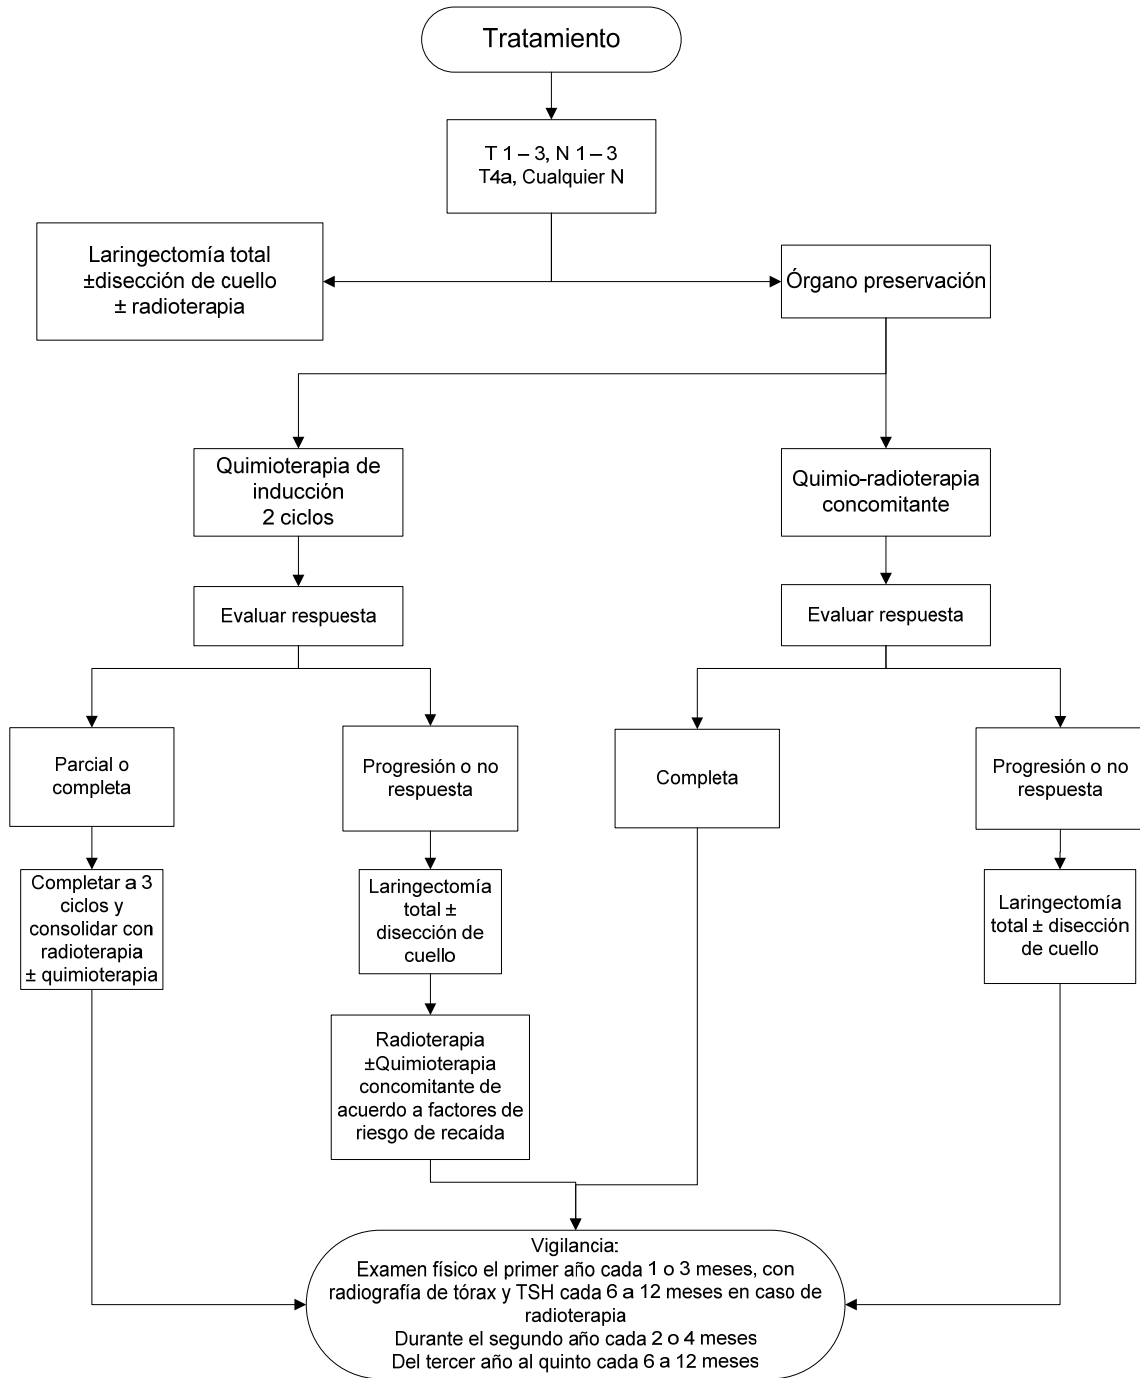 Tratamiento
T 1 – 3, N 1 – 3
T4a, Cualquier N
Laringectomía total
±disección de cuello
± radioterapia
Órgano preservación
Quimioterapia de
inducción
2 ciclos
Quimio-radioterapia
concomitante
Evaluar respuesta
Evaluar respuesta
Parcial o
completa
Progresión o no
respuesta
Completa
Progresión o no
respuesta
Completar a 3
ciclos y
consolidar con
radioterapia
± quimioterapia
Laringectomía
total ±
disección de
cuello
Laringectomía
total ± disección
de cuello
Radioterapia
±Quimioterapia
concomitante de
acuerdo a factores de
riesgo de recaída
Vigilancia:
Examen físico el primer año cada 1 o 3 meses, con
radiografía de tórax y TSH cada 6 a 12 meses en caso de
radioterapia
Durante el segundo año cada 2 o 4 meses
Del tercer año al quinto cada 6 a 12 meses